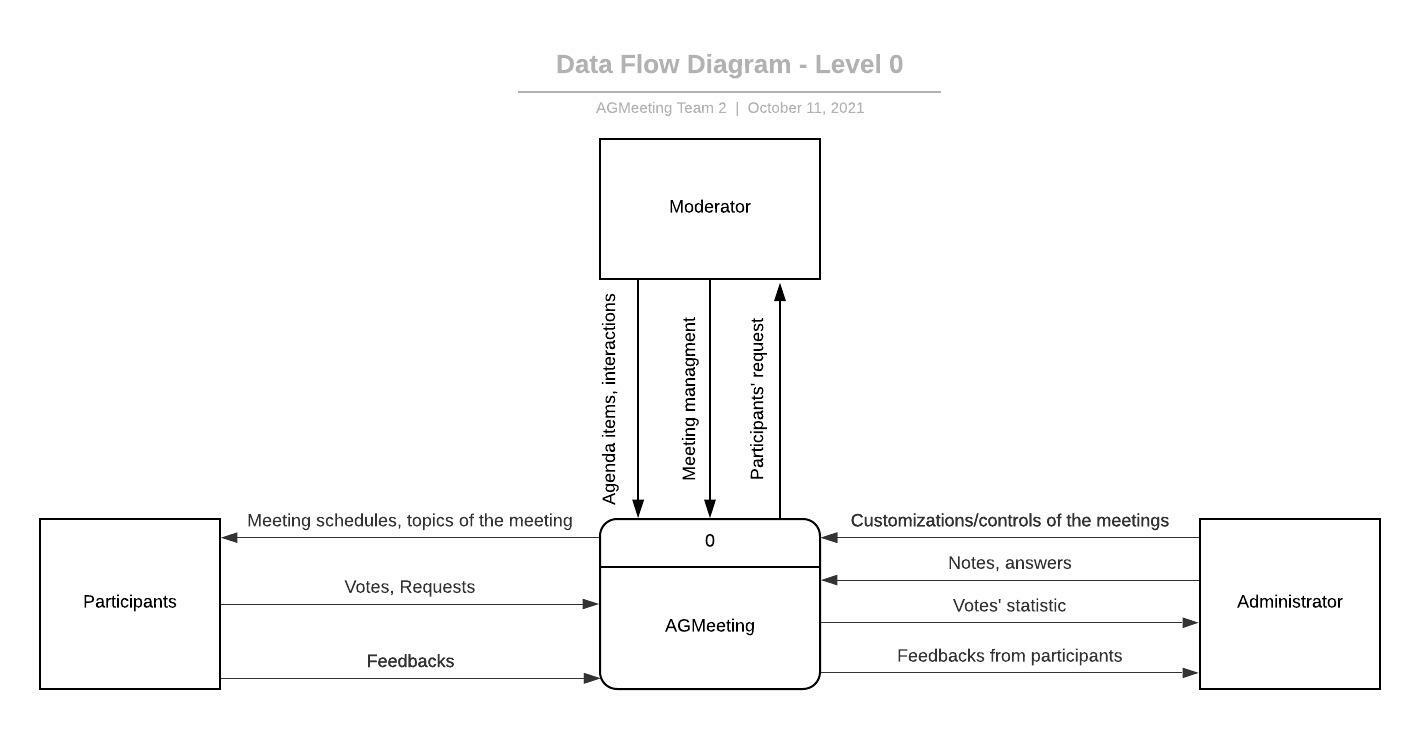 Data Flow Diagram - Level 0
AGMeeting Team 2 | October 11, 2021
Moderator
Agenda items, interactions
Meeting managment
Participants' request
Meeting schedules, topics of the meeting
Votes, Requests
Feedbacks
Participants
0
AGMeeting
Customizations/controls of the meetings
Notes, answers
Votes' statistic
Feedbacks from participants
Administrator